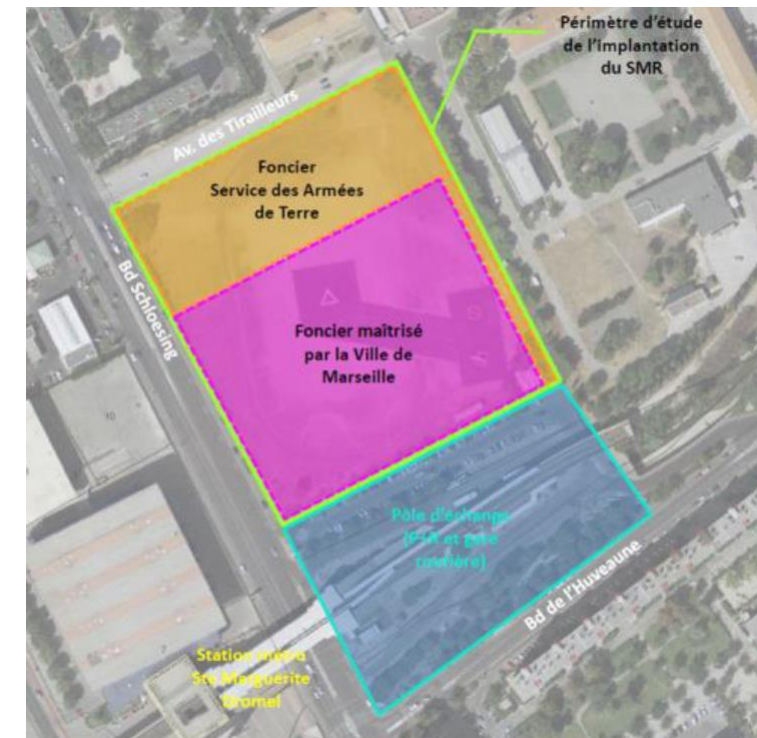 Périmètre d'étude
de l'implantation
du SMR
Av. des Tirailleurs
Foncier
Service des Armées
de Terre
Bd Schloesing
Foncier maîtrisé
par la Ville de
Marseille
Pôle d'échange
(P+R et gare
routière)
Bd de l'Huveaune
Station métro
Ste Marguerite
Dromel